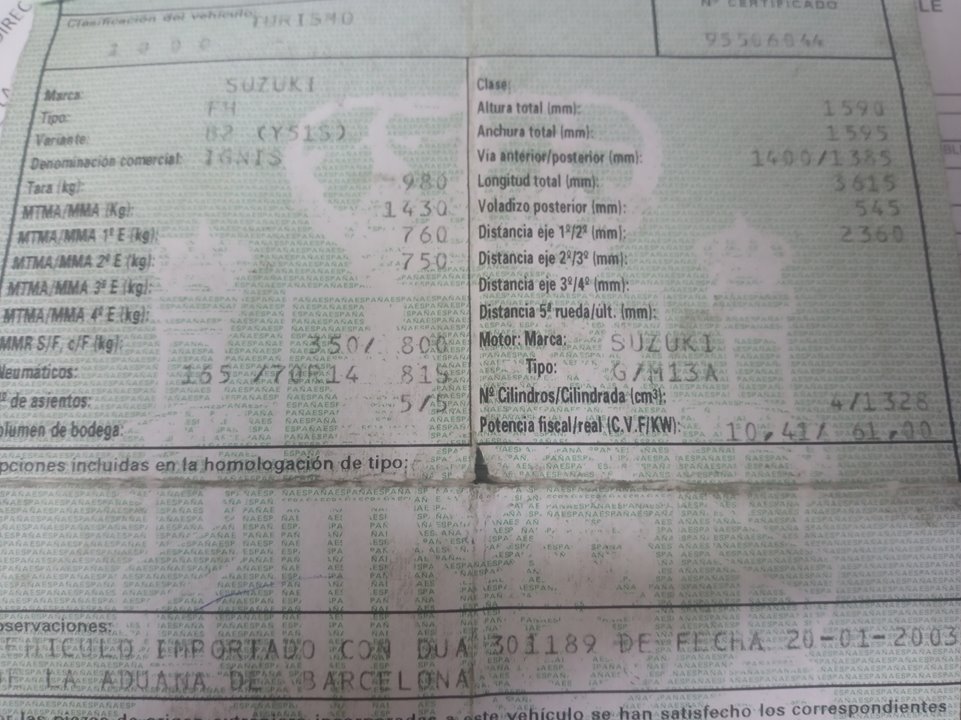 Clasificación del vehículo: TURISMO
Nº CERTIFICADO
1000
95506044
Marca: SUZUKI
Tipo: FH
Variante: B2 (Y51S)
Denominación comercial: IGNIS
Tara (kg): 980
MTMA/MMA (Kg): 1430
MTMA/MMA 1º E (kg): 760
MTMA/MMA 2º E (kg): 750
MTMA/MMA 3º E (kg):
MTMA/MMA 4º E (kg):
MMR S/F, c/F (kg): 350/ 800
Neumáticos: 165 /70R14 81S
de asientos: 5/5
olumen de bodega:
Clase:
Altura total (mm): 1590
Anchura total (mm): 1595
Via anterior/posterior (mm): 1400/1385
Longitud total (mm): 3615
Voladizo posterior (mm): 545
Distancia eje 1º/2º (mm): 2360
Distancia eje 2º/3º (mm):
Distancia eje 3º/4º (mm):
Distancia 5ª rueda/últ. (mm):
Motor: Marca: SUZUKI
Tipo: G/M13A
Nº Cilindros/Cilindrada (cm³): 4/1328
Potencia fiscal/real (C.V.F/KW): 10,41/ 61,00
pciones incluidas en la homologación de tipo:
bservaciones:
EHICULO IMPORTADO CON DUA 301189 DE FECHA 20-01-2003
E LA ADUANA DE BARCELONA
este vehículo se han satisfecho los correspondientes